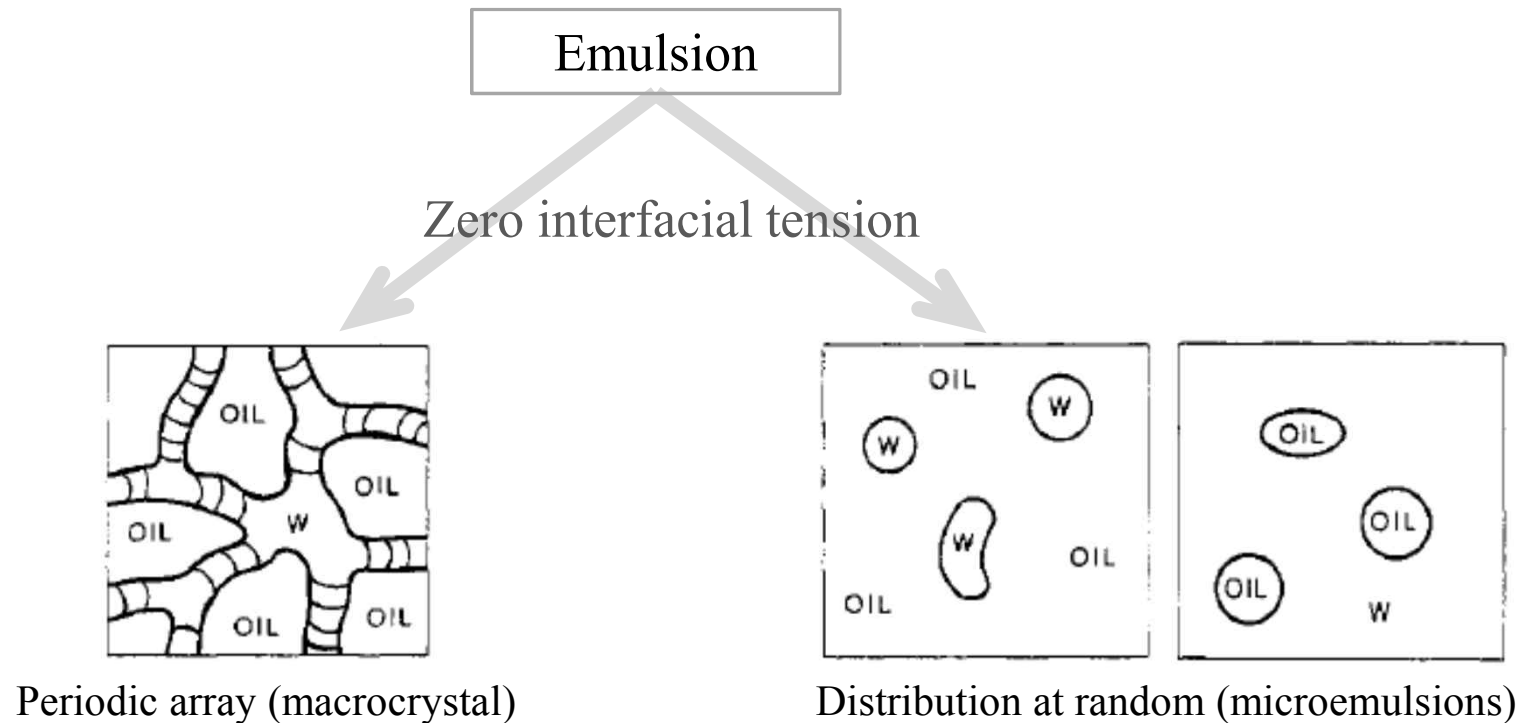 Emulsion
Zero interfacial tension
OIL
OIL
W
OIL
OIL
OIL
OIL
W
W
W
OIL
OIL
OIL
OIL
OIL
W
Periodic array (macrocrystal)
Distribution at random (microemulsions)